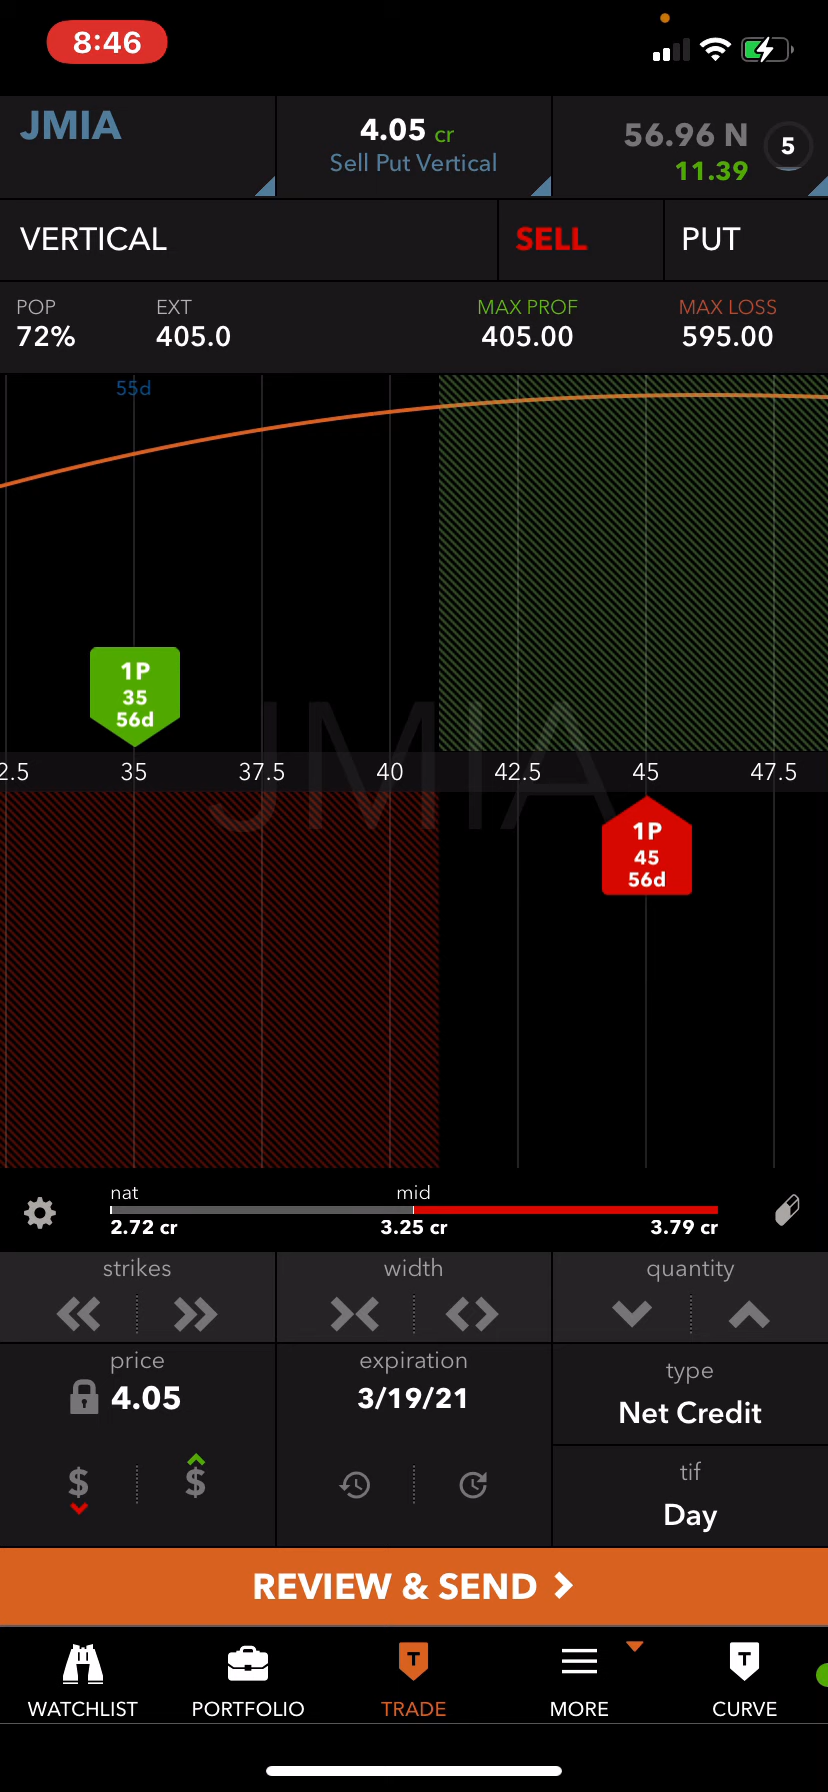 8:46
JMIA
4.05 cr
Sell Put Vertical
56.96 N
11.39
5
VERTICAL
SELL
PUT
POP
72%
EXT
405.0
MAX PROF
405.00
MAX LOSS
595.00
55d
1P
35
56d
JMIA
2.5 35 37.5 40 42.5 45 47.5
1P
45
56d
nat mid
2.72 cr 3.25 cr 3.79 cr
strikes
width
quantity
price
4.05
$ $
expiration
3/19/21
type
Net Credit
tif
Day
REVIEW & SEND
T T
WATCHLIST PORTFOLIO TRADE MORE CURVE